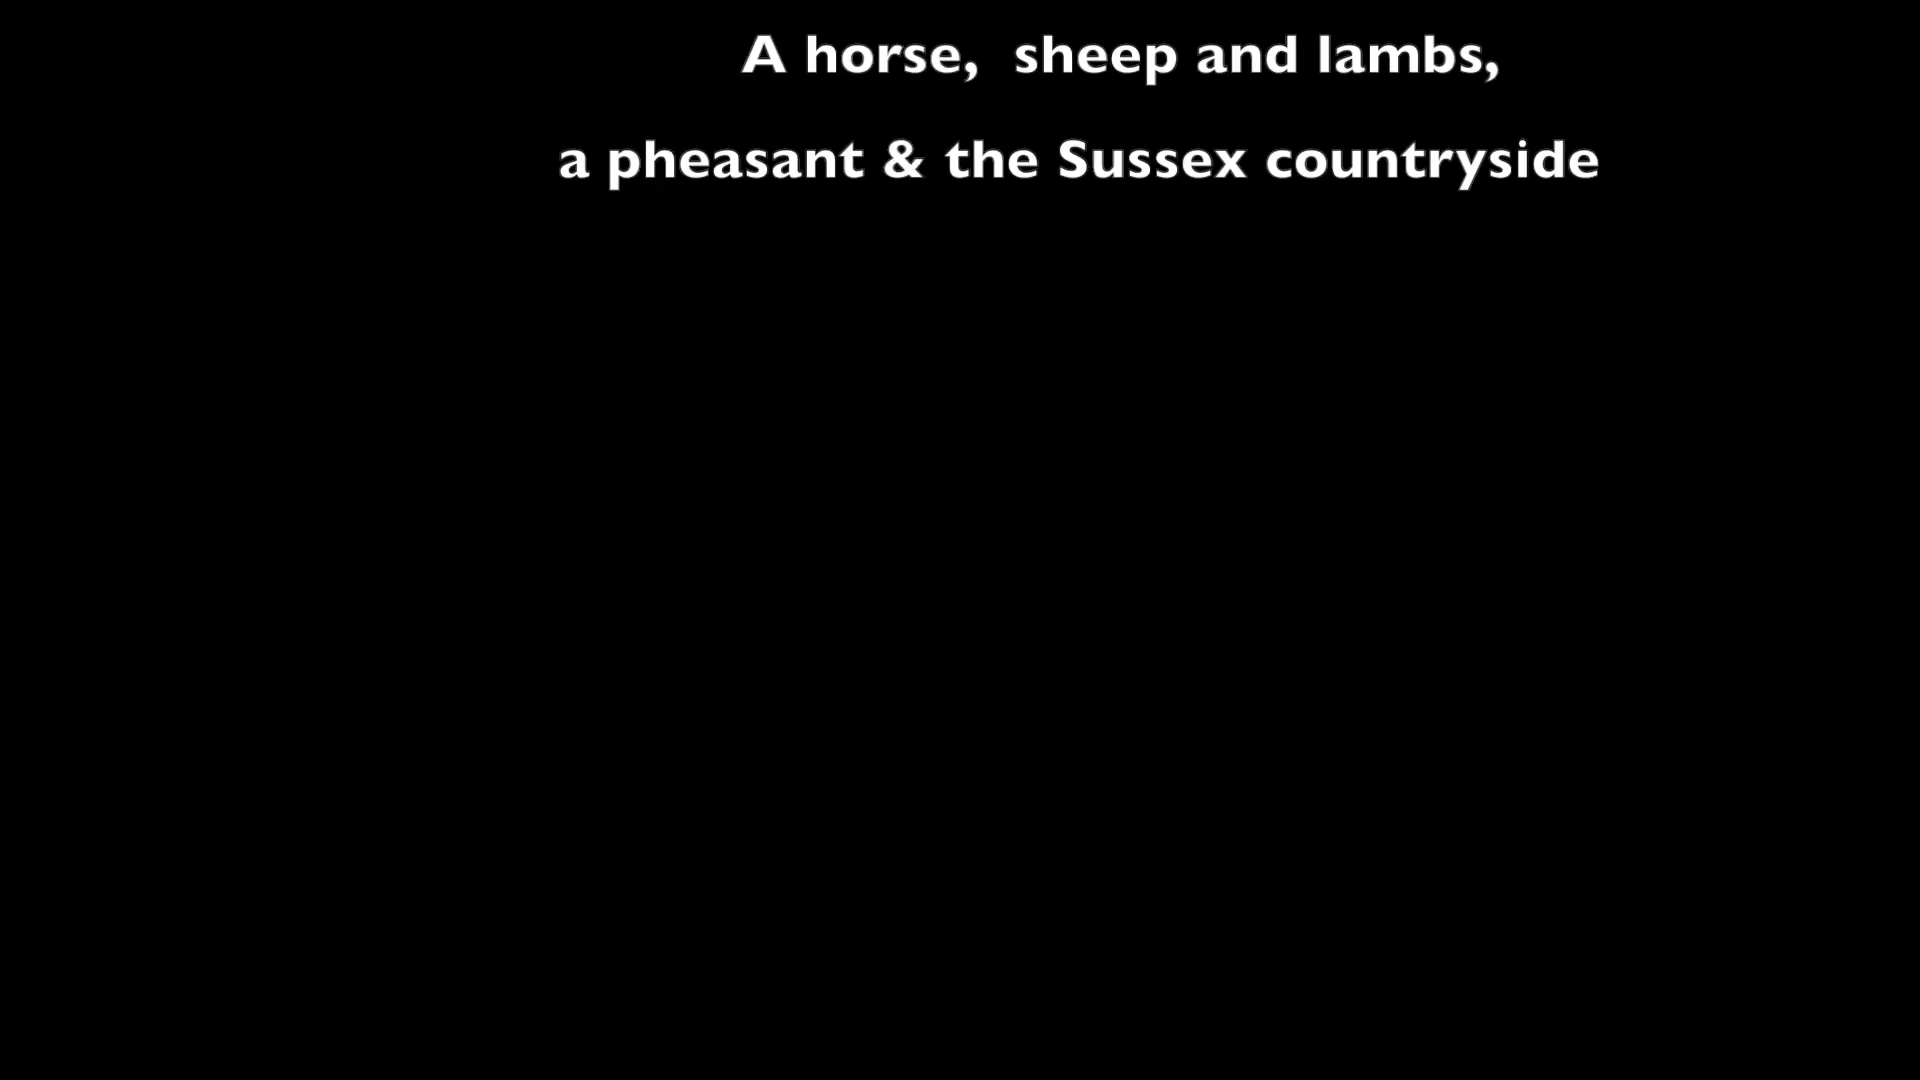 A horse,  sheep and lambs,
a pheasant & the Sussex countryside